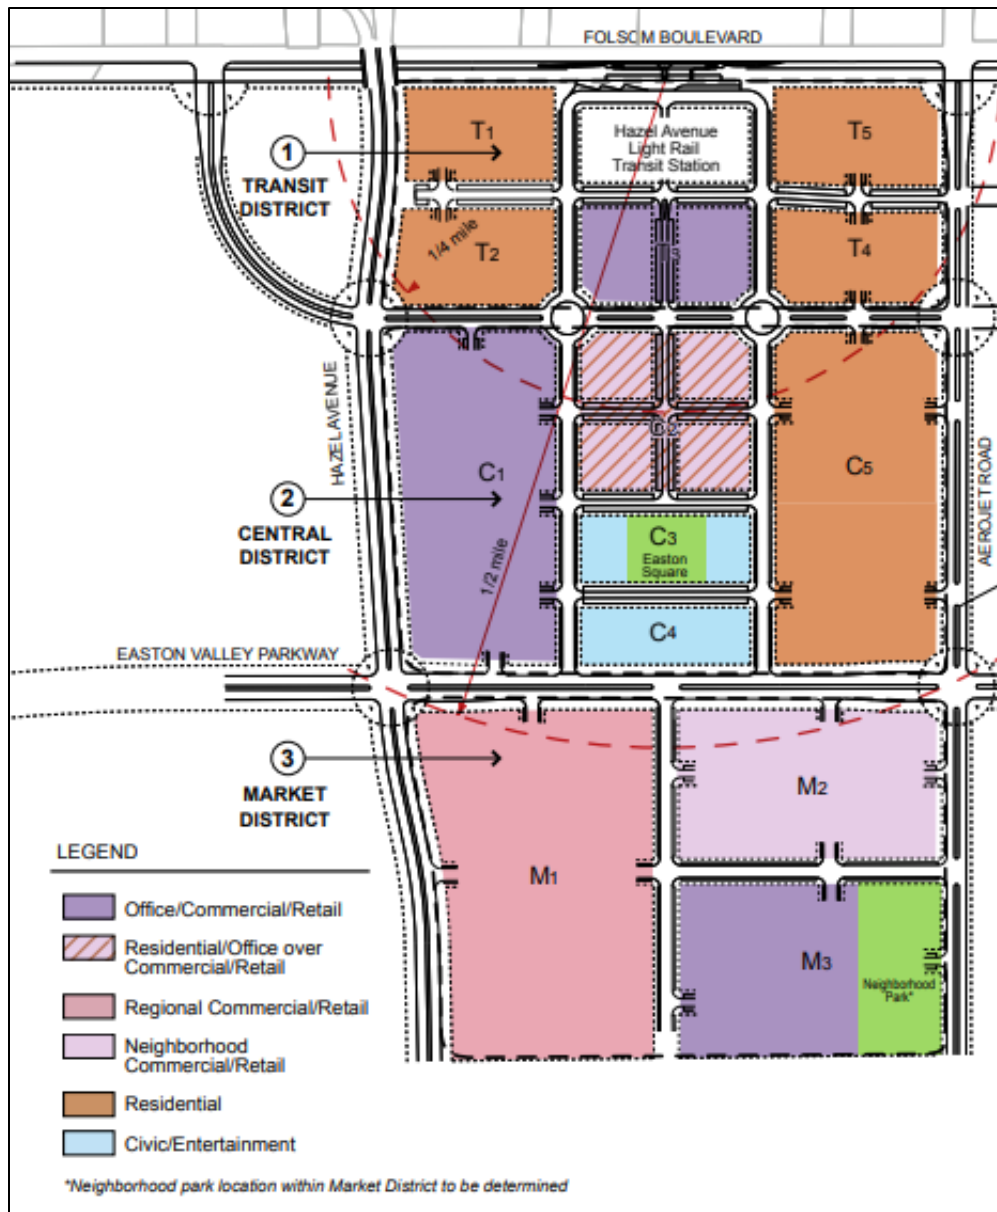 FOLSOM BOULEVARD
T1
Hazel Avenue
Light Rail
Transit Station
T5
1
TRANSIT
DISTRICT
1/4 mile
T2
T3
T4
HAZEL AVENUE
C1
C2
C5
AEROJET ROAD
2
CENTRAL
DISTRICT
C3
Easton
Square
1/2 mile
C4
EASTON VALLEY PARKWAY
3
MARKET
DISTRICT
M2
M1
M3
Neighborhood
Park*
LEGEND
Office/Commercial/Retail
Residential/Office over
Commercial/Retail
Regional Commercial/Retail
Neighborhood
Commercial/Retail
Residential
Civic/Entertainment
*Neighborhood park location within Market District to be determined